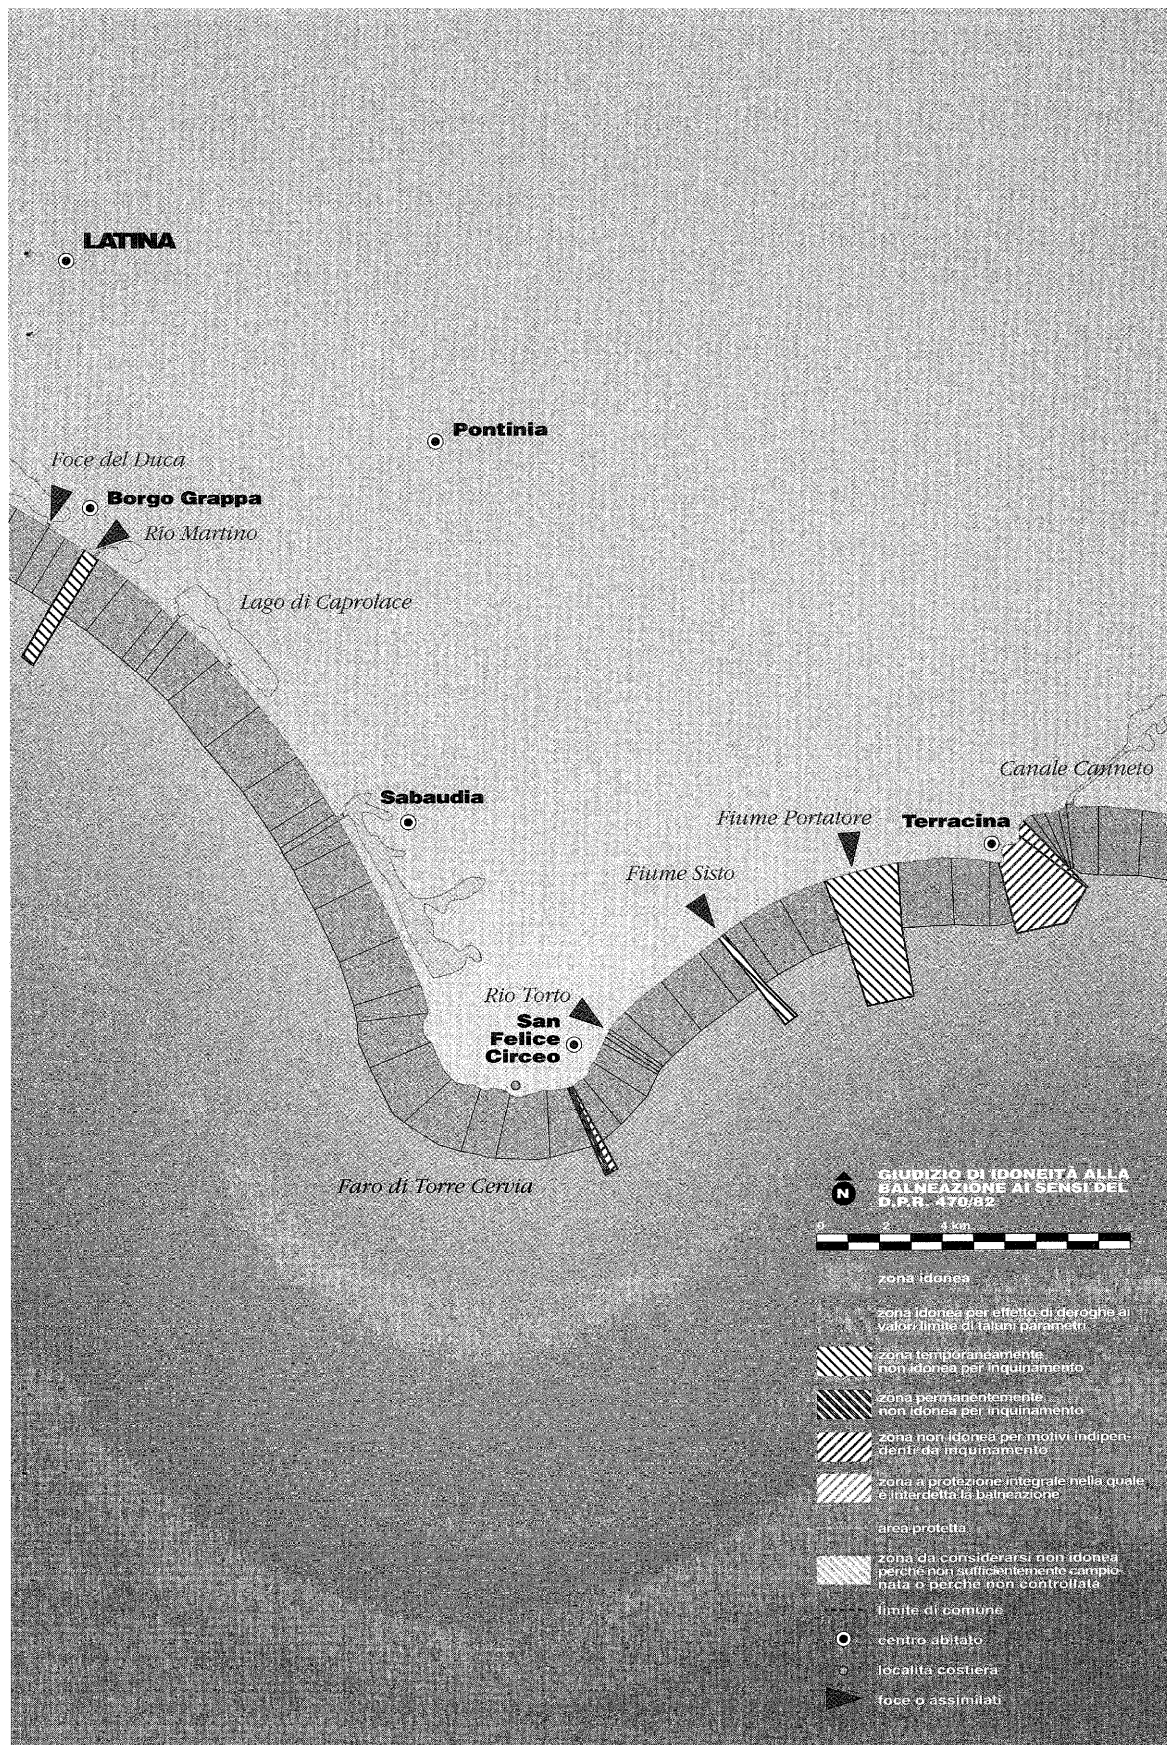 LATINA
Pontinia
Foce del Duca
Borgo Grappa
Rio Martino
Lago di Caprolace
Canale Canneto
Sabaudia
Fiume Portatore
Terracina
Fiume Sisto
Rio Torto
San
Felice
Circeo
Faro di Torre Cervia
N
GIUDIZIO DI IDONEITÀ ALLA
BALNEAZIONE AI SENSI DEL
D.P.R. 470/82
0 2 4 km
zona idonea
zona idonea per effetto di deroghe ai
valori limite di taluni parametri
zona temporaneamente
non idonea per inquinamento
zona permanentemente
non idonea per inquinamento
zona non idonea per motivi indipen-
denti da inquinamento
zona a protezione integrale nella quale
è interdetta la balneazione
area protetta
zona da considerarsi non idonea
perché non sufficientemente campio-
nata o perché non controllata
limite di comune
centro abitato
località costiera
foce o assimilati